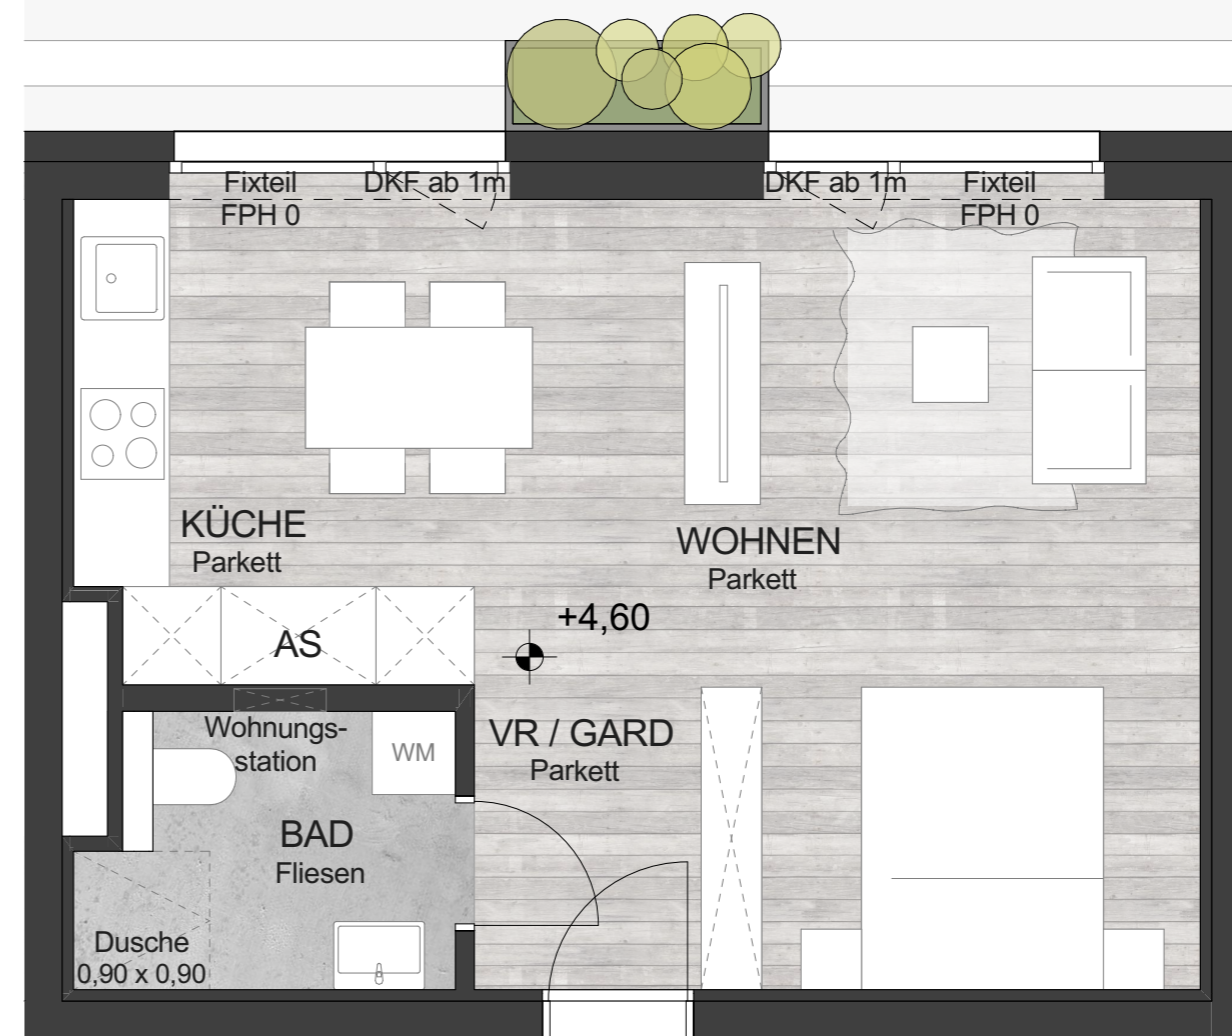 Fixteil
FPH 0
DKF ab 1m
DKF ab 1m
Fixteil
FPH 0
KÜCHE
Parkett
WOHNEN
Parkett
+4,60
AS
Wohnungs-
station
WM
VR / GARD
Parkett
BAD
Fliesen
Dusche
0,90 x 0,90